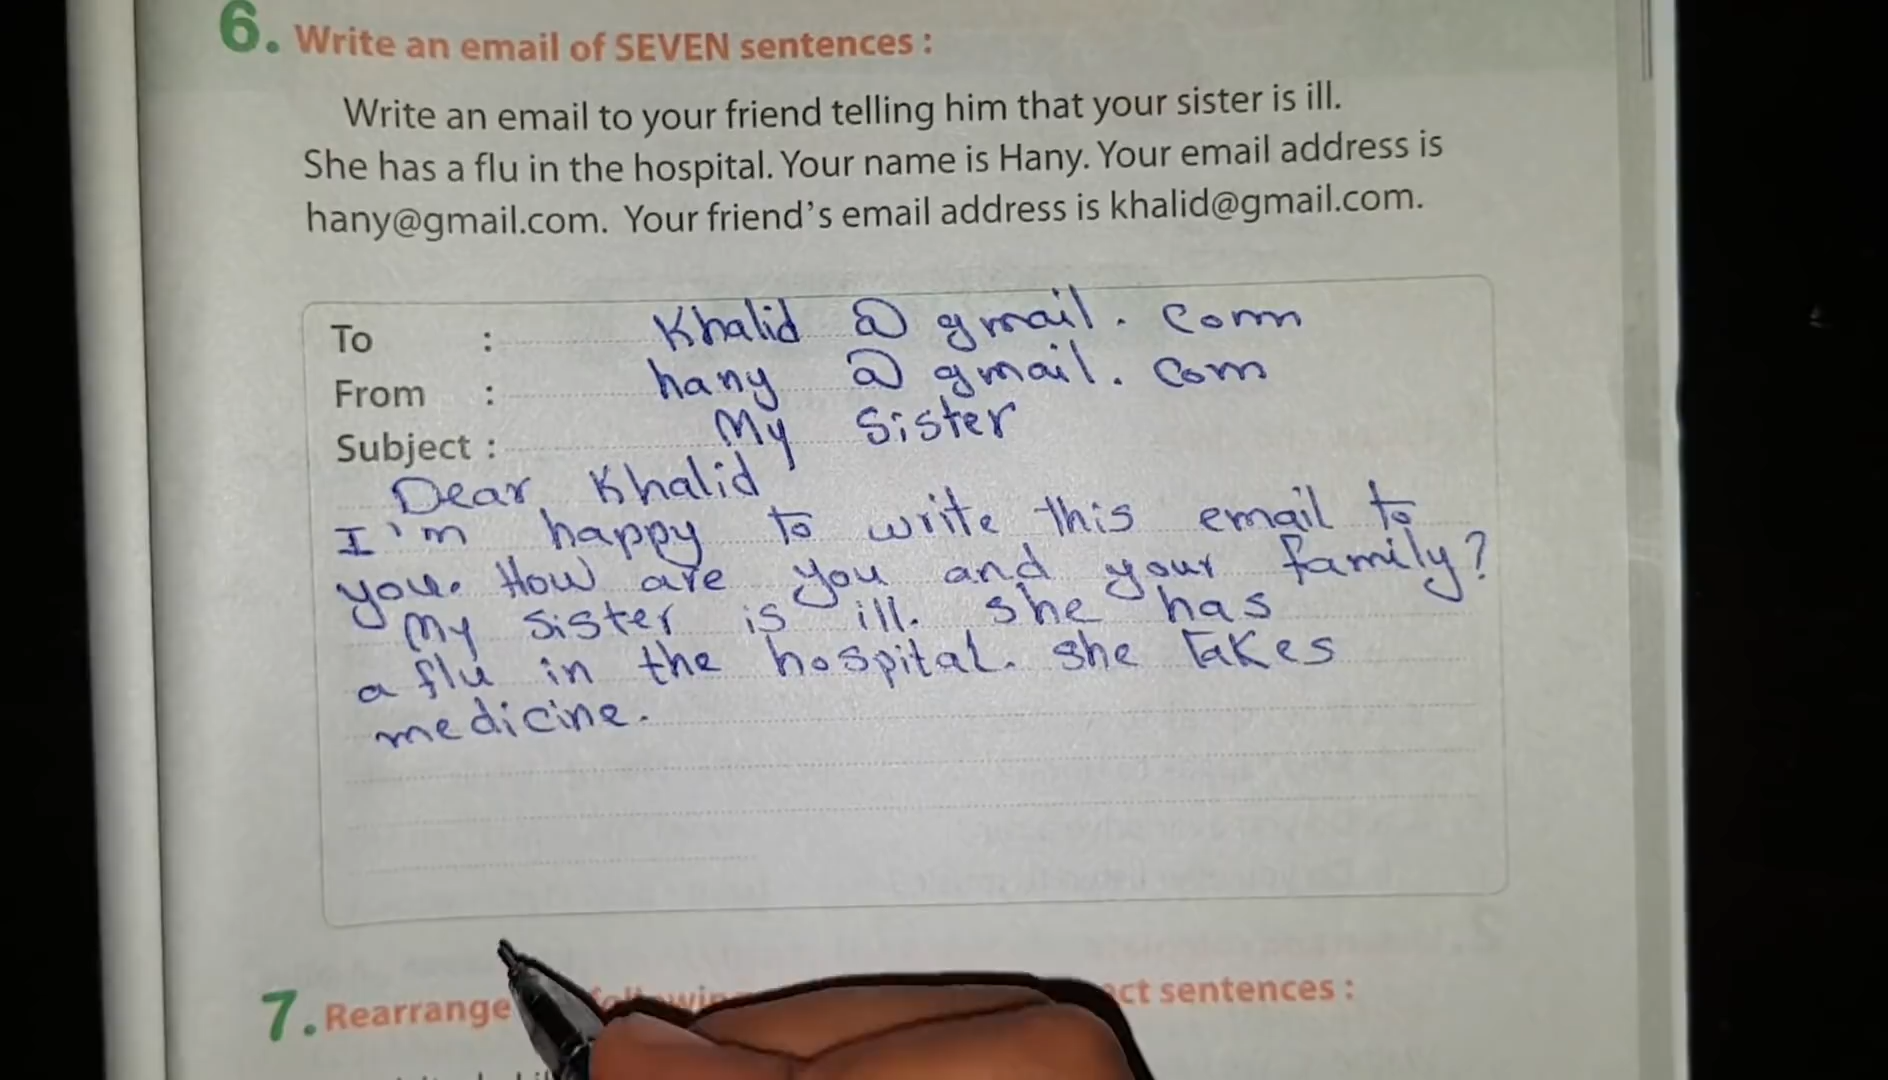 6. Write an email of SEVEN sentences :
Write an email to your friend telling him that your sister is ill.
She has a flu in the hospital. Your name is Hany. Your email address is
hany@gmail.com. Your friend's email address is khalid@gmail.com.
To : Khalid @ gmail. com
From : hany @ gmail. com
Subject : My sister
Dear Khalid
I'm happy to write this email to
you. How are you and your family?
My sister is ill. she has
a flu in the hospital. she takes
medicine.
7. Rearrange following sentences :